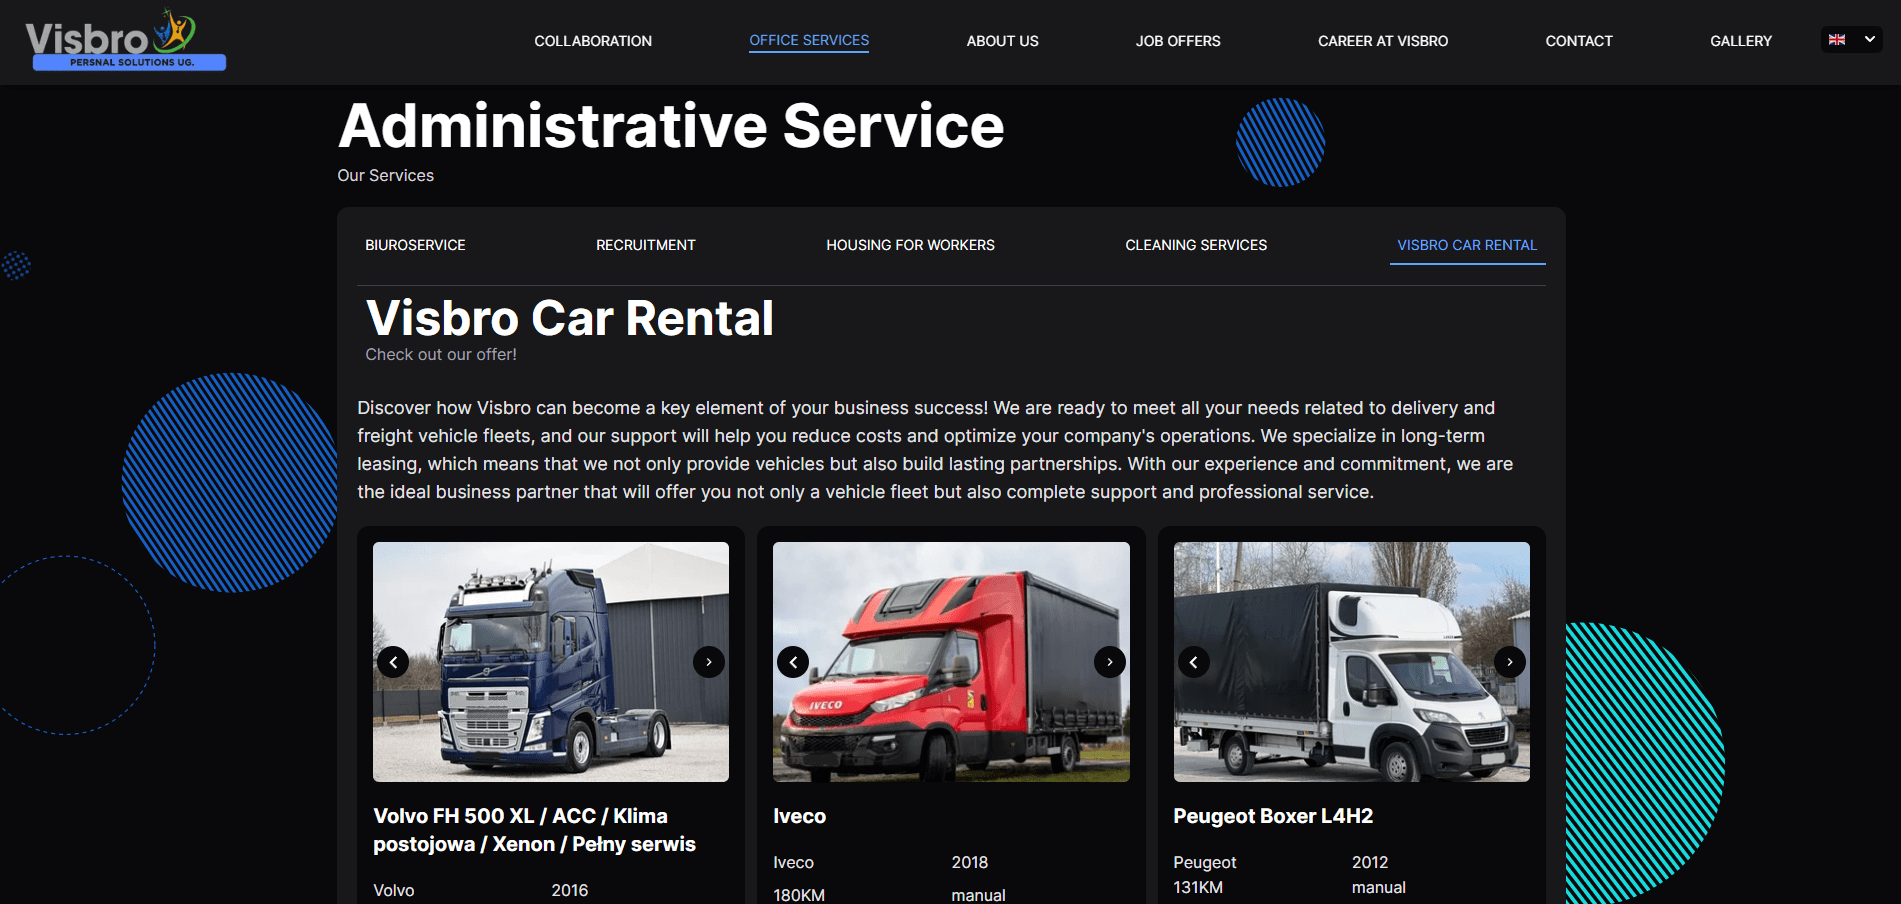 Visbro
PERSNAL SOLUTIONS UG.
COLLABORATION
OFFICE SERVICES
ABOUT US
JOB OFFERS
CAREER AT VISBRO
CONTACT
GALLERY
Administrative Service
Our Services
BIUROSERVICE
RECRUITMENT
HOUSING FOR WORKERS
CLEANING SERVICES
VISBRO CAR RENTAL
Visbro Car Rental
Check out our offer!
Discover how Visbro can become a key element of your business success! We are ready to meet all your needs related to delivery and
freight vehicle fleets, and our support will help you reduce costs and optimize your company's operations. We specialize in long-term
leasing, which means that we not only provide vehicles but also build lasting partnerships. With our experience and commitment, we are
the ideal business partner that will offer you not only a vehicle fleet but also complete support and professional service.
IVECO
Volvo FH 500 XL / ACC / Klima
postojowa / Xenon / Pełny serwis
Volvo 2016
Iveco
Iveco 2018
180KM manual
Peugeot Boxer L4H2
Peugeot 2012
131KM manual